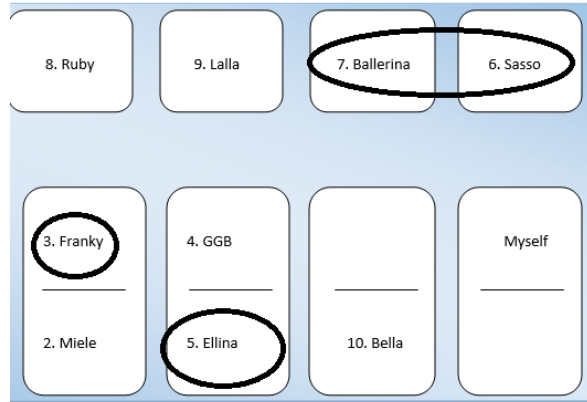 8. Ruby
9. Lalla
7. Ballerina
6. Sasso
3. Franky
4. GGB
Myself
2. Miele
5. Ellina
10. Bella